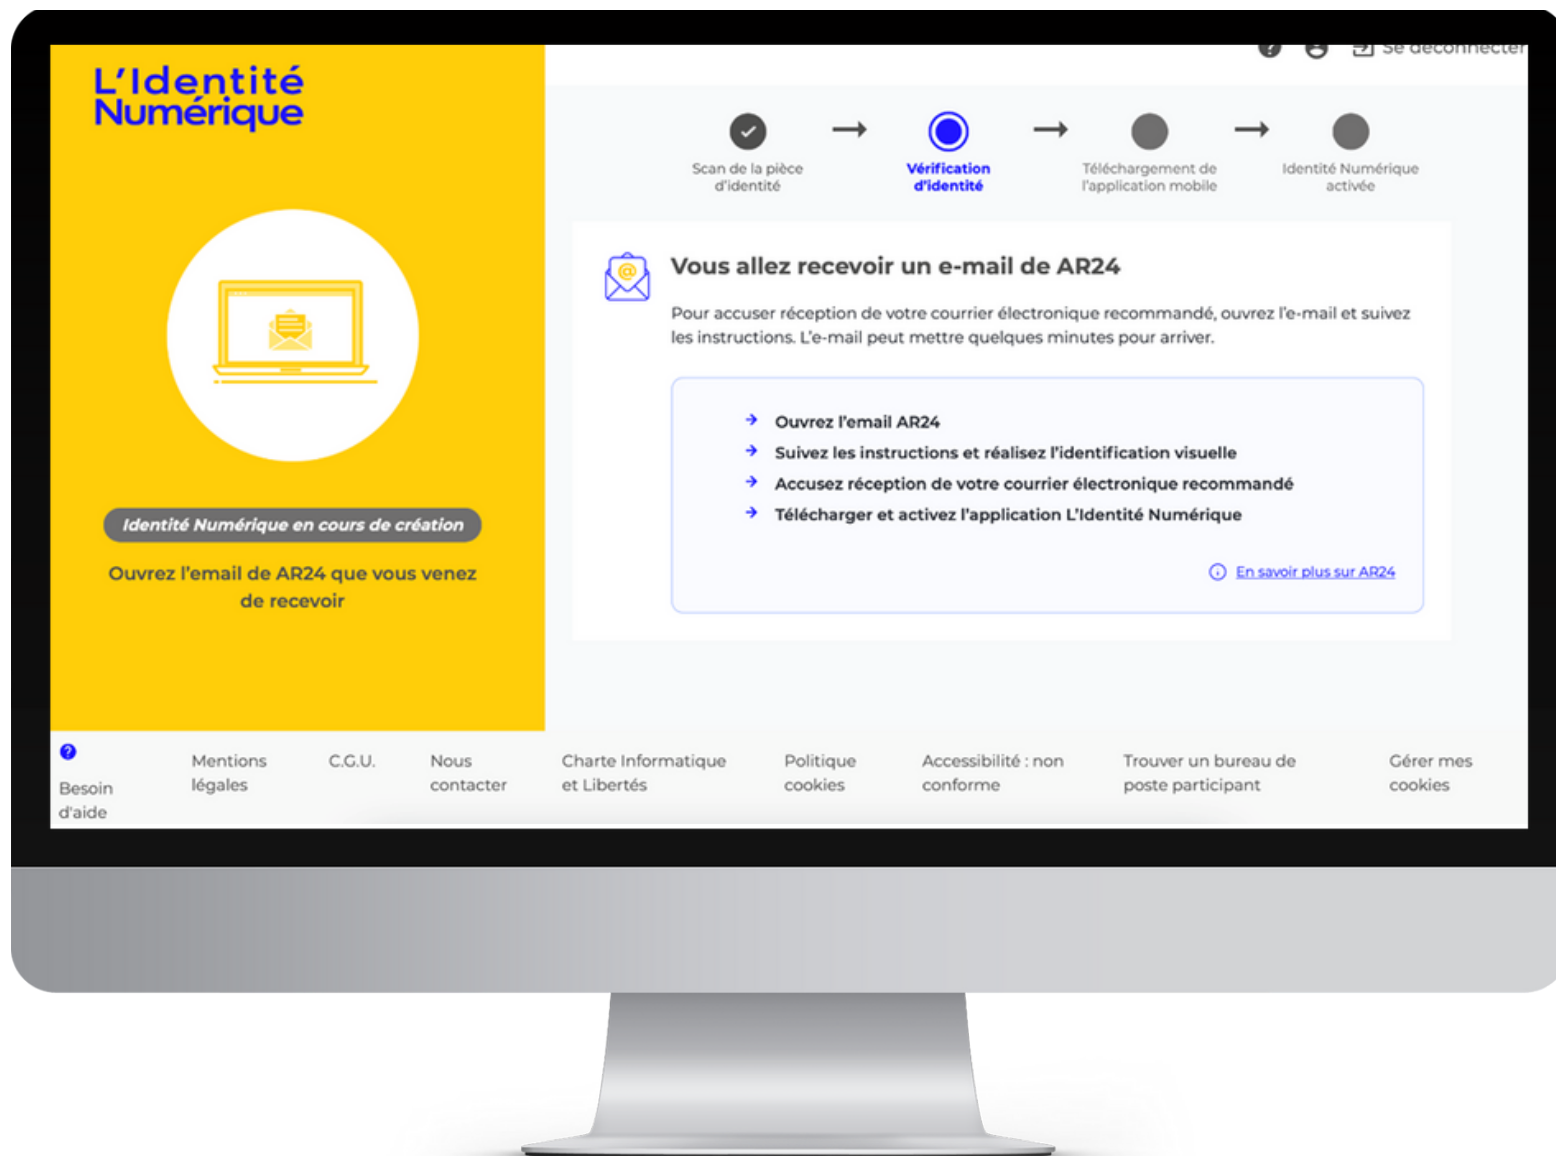 L'Identité
Numérique
Se déconnecter
Scan de la pièce
d'identité
Vérification
d'identité
Téléchargement de
l'application mobile
Identité Numérique
activée
Vous allez recevoir un e-mail de AR24
Pour accuser réception de votre courrier électronique recommandé, ouvrez l'e-mail et suivez
les instructions. L'e-mail peut mettre quelques minutes pour arriver.
Ouvrez l'email AR24
Suivez les instructions et réalisez l'identification visuelle
Accusez réception de votre courrier électronique recommandé
Télécharger et activez l'application L'Identité Numérique
En savoir plus sur AR24
Identité Numérique en cours de création
Ouvrez l'email de AR24 que vous venez
de recevoir
Besoin
d'aide
Mentions
légales
C.G.U.
Nous
contacter
Charte Informatique
et Libertés
Politique
cookies
Accessibilité : non
conforme
Trouver un bureau de
poste participant
Gérer mes
cookies